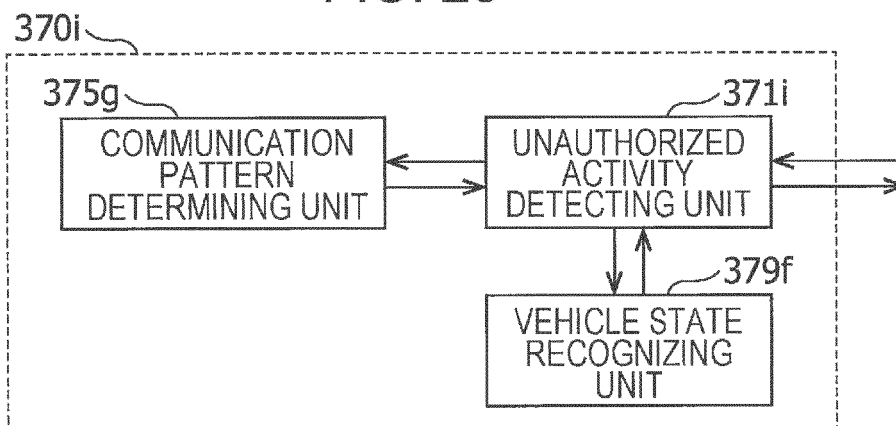 370i
375g
371i
COMMUNICATION
PATTERN
DETERMINING UNIT
UNAUTHORIZED
ACTIVITY
DETECTING UNIT
379f
VEHICLE STATE
RECOGNIZING
UNIT